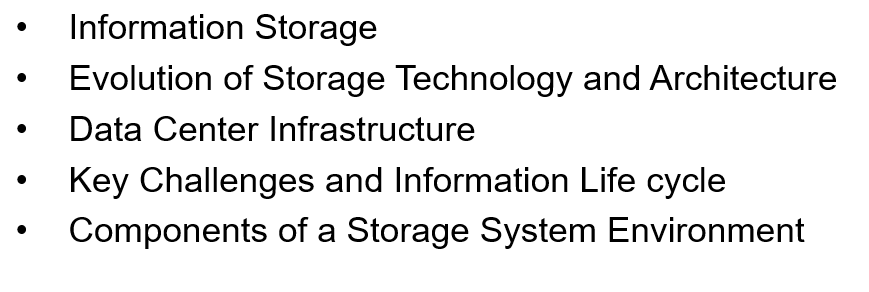 • Information Storage
• Evolution of Storage Technology and Architecture
• Data Center Infrastructure
• Key Challenges and Information Life cycle
• Components of a Storage System Environment